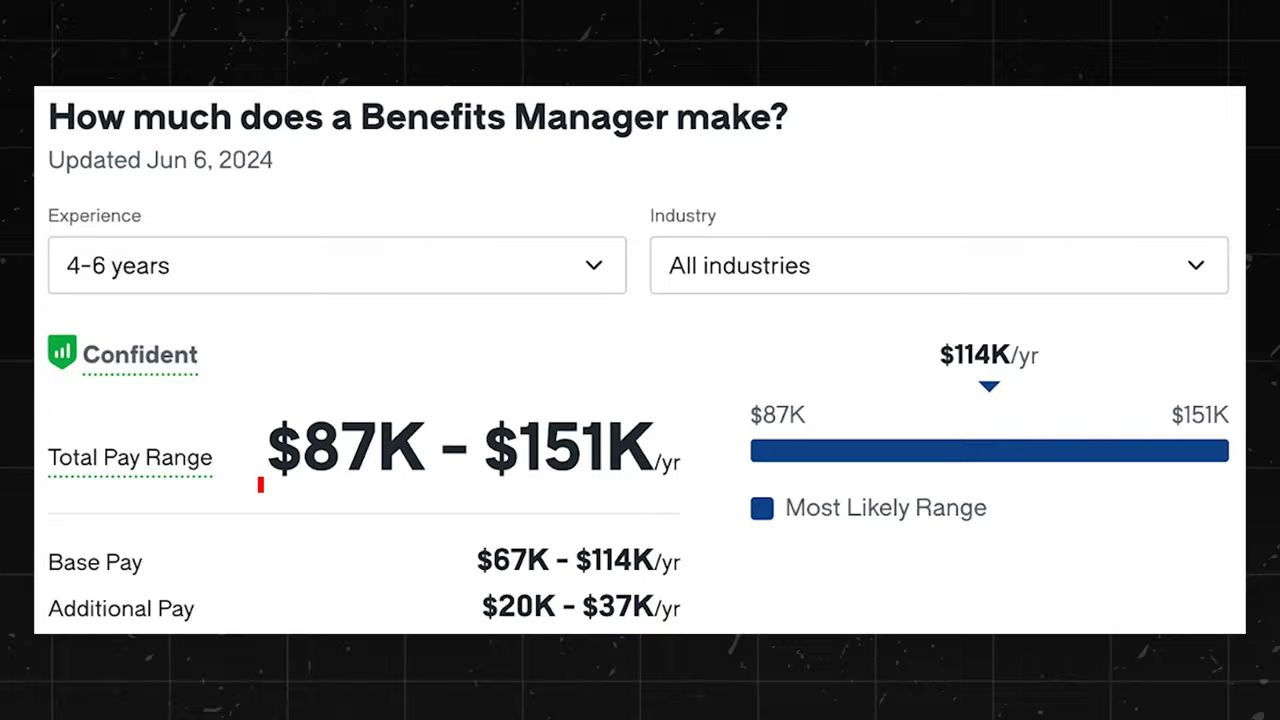 How much does a Benefits Manager make?
Updated Jun 6, 2024
Experience
Industry
4-6 years
All industries
Confident
$114K/yr
$87K
$151K
Total Pay Range
$87K - $151K/yr
Most Likely Range
Base Pay
$67K - $114K/yr
Additional Pay
$20K - $37K/yr